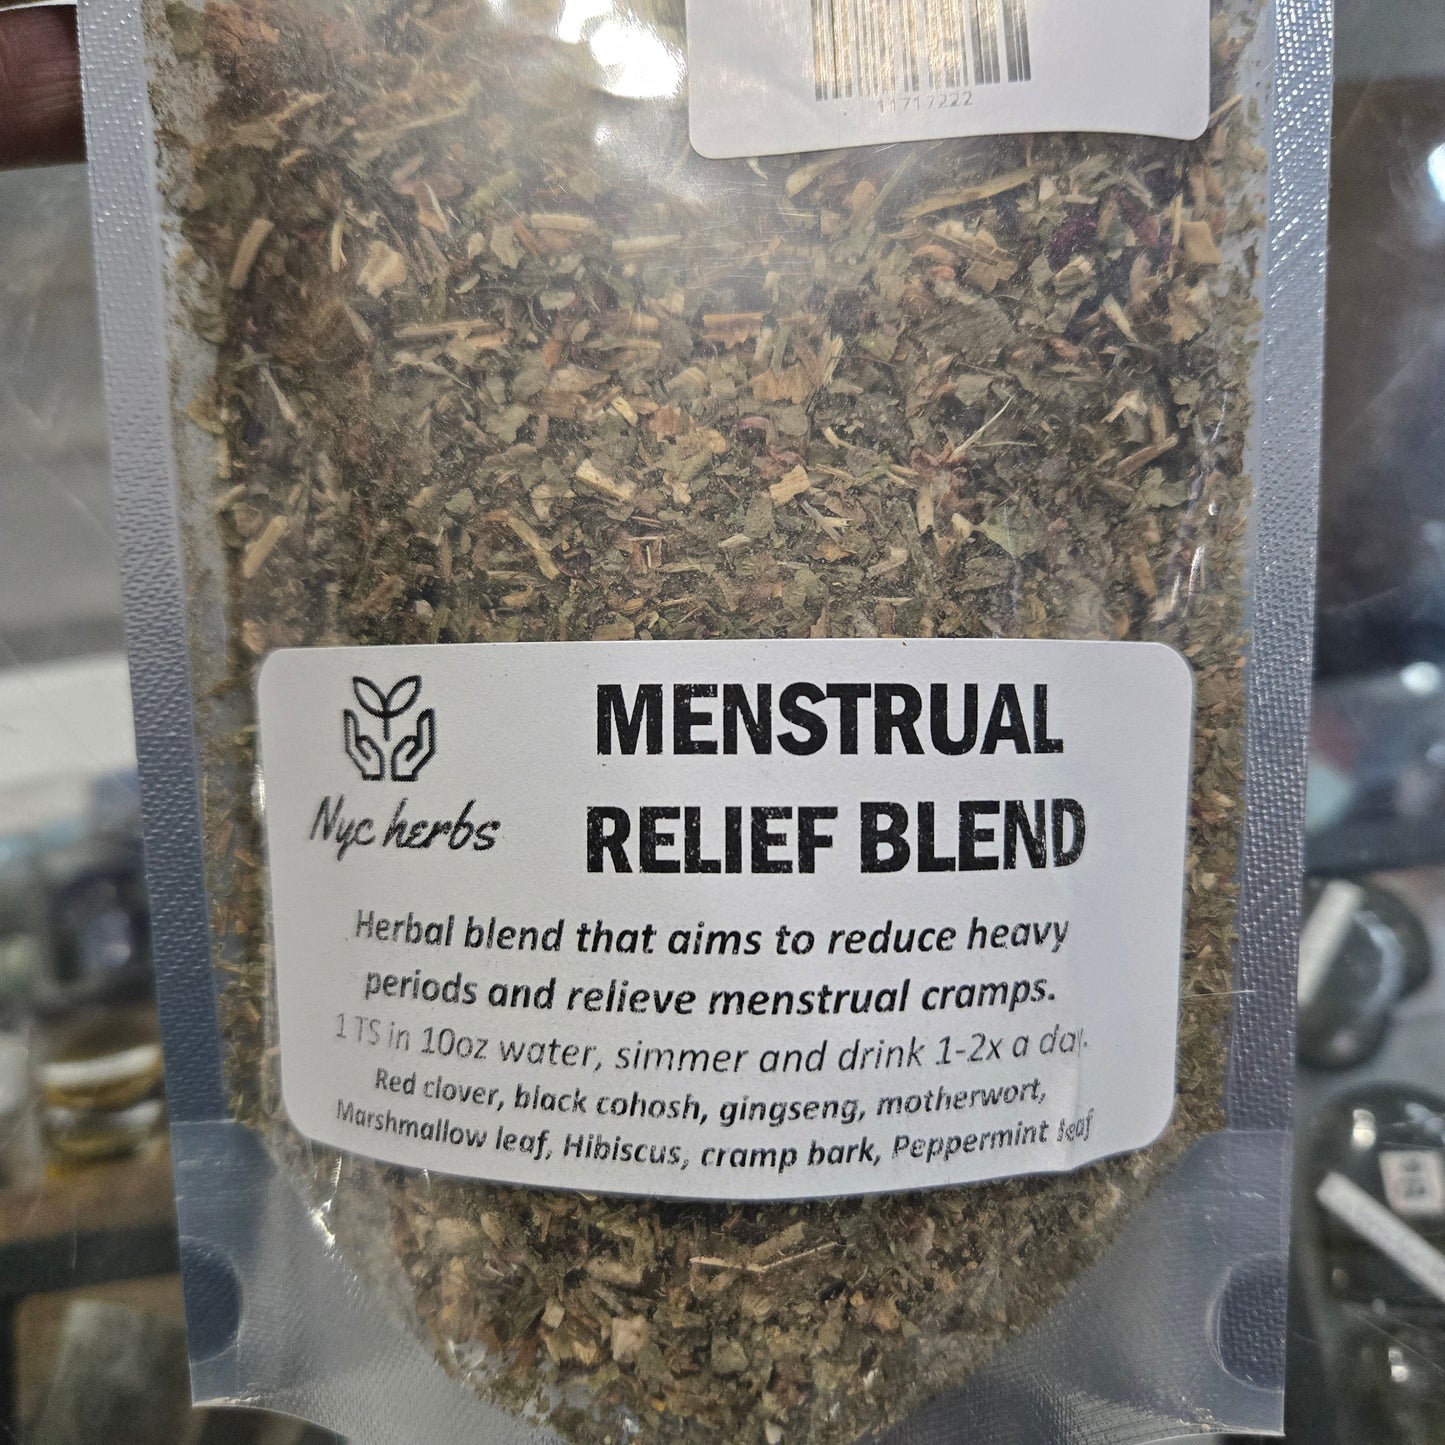 11717222
Nyc herbs
MENSTRUAL
RELIEF BLEND
Herbal blend that aims to reduce heavy
periods and relieve menstrual cramps.
1 TS in 10oz water, simmer and drink 1-2x a day.
Red clover, black cohosh, gingseng, motherwort,
Marshmallow leaf, Hibiscus, cramp bark, Peppermint leaf